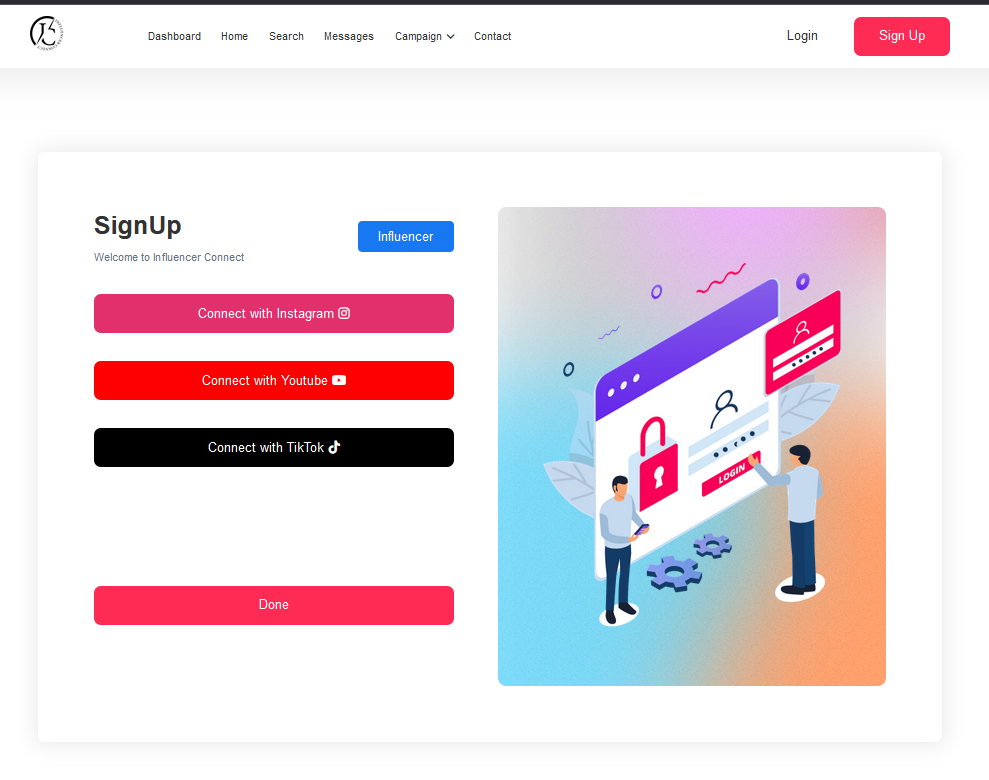 Dashboard Home Search Messages Campaign Contact Login Sign Up
SignUp
Influencer
Welcome to Influencer Connect
Connect with Instagram
Connect with Youtube
Connect with TikTok
Done
LOGIN